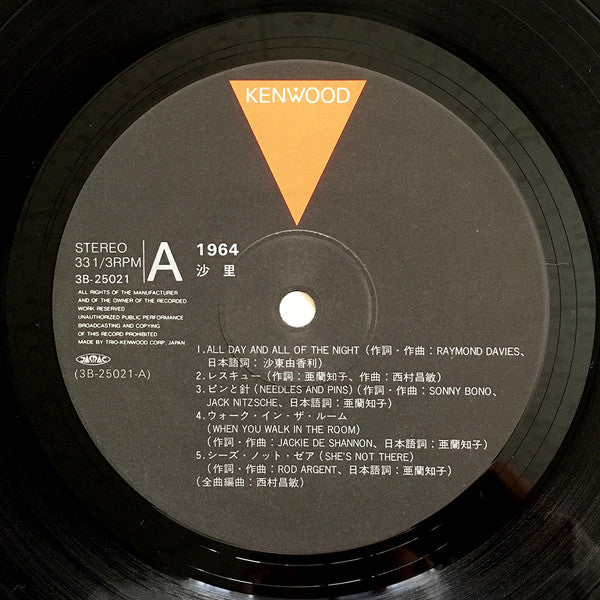 KENWOOD
STEREO
33 1/3RPM
3B-25021
A
1964
沙里
ALL RIGHTS OF THE MANUFACTURER
AND OF THE OWNER OF THE RECORDED
WORK RESERVED
UNAUTHORIZED PUBLIC PERFORMANCE
BROADCASTING AND COPYING
OF THIS RECORD PROHIBITED
MADE BY TRIO-KENWOOD CORP. JAPAN
JASRAC
(3B-25021-A)
1.ALL DAY AND ALL OF THE NIGHT (作詞・作曲:RAYMOND DAVIES、
日本語詞:沙東由香利)
2.レスキュー(作詞:亜蘭知子、作曲:西村昌敏)
3.ピンと針(NEEDLES AND PINS)(作詞・作曲:SONNY BONO、
JACK NITZSCHE、日本語詞:亜蘭知子)
4.ウォーク・イン・ザ・ルーム
(WHEN YOU WALK IN THE ROOM)
(作詞・作曲:JACKIE DE SHANNON、日本語詞:亜蘭知子)
5.シーズ・ノット・ゼア(SHE'S NOT THERE)
(作詞・作曲:ROD ARGENT、日本語詞:亜蘭知子)
(全曲編曲:西村昌敏)